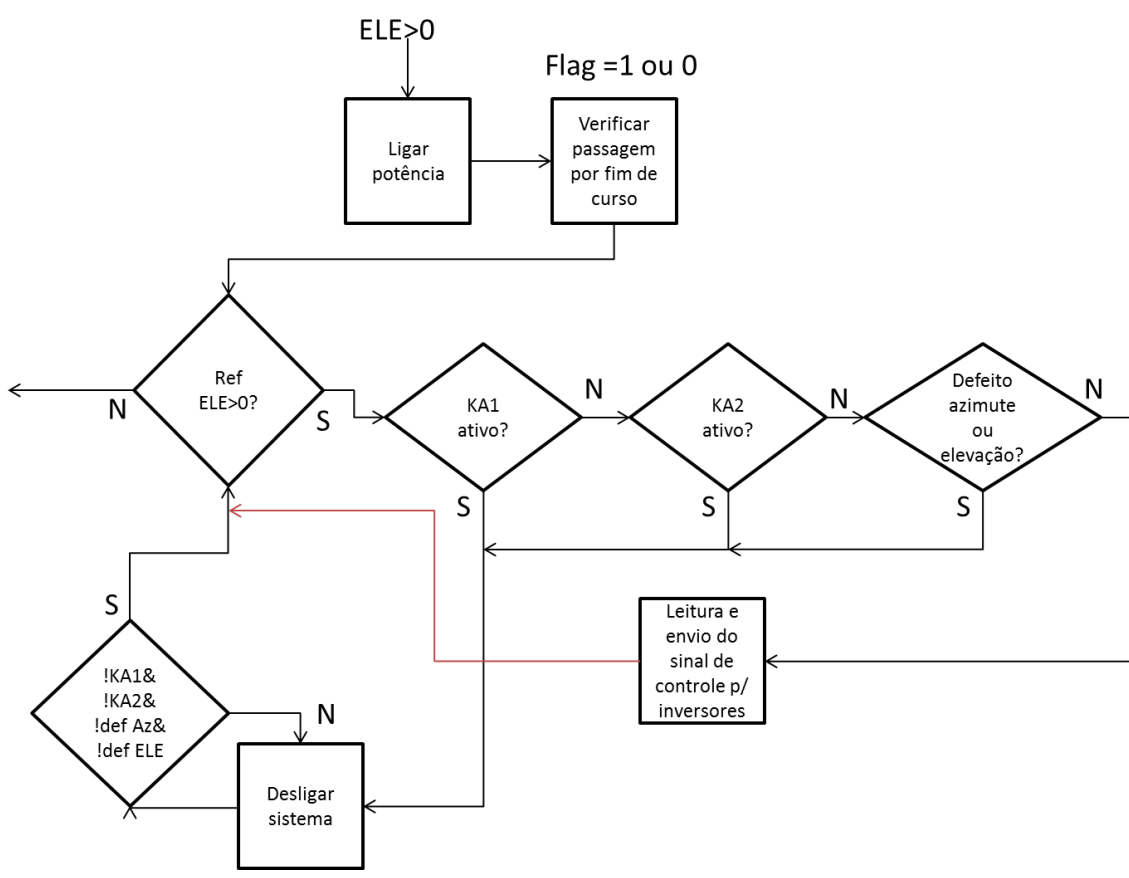 ELE>0
Flag =1 ou 0
Ligar
potência
Verificar
passagem
por fim de
curso
Ref
ELE>0?
N
S
KA1
ativo?
N
S
KA2
ativo?
N
S
Defeito
azimute
ou
elevação?
N
S
Leitura e
envio do
sinal de
controle p/
inversores
S
!KA1&
!KA2&
!def Az&
!def ELE
N
Desligar
sistema